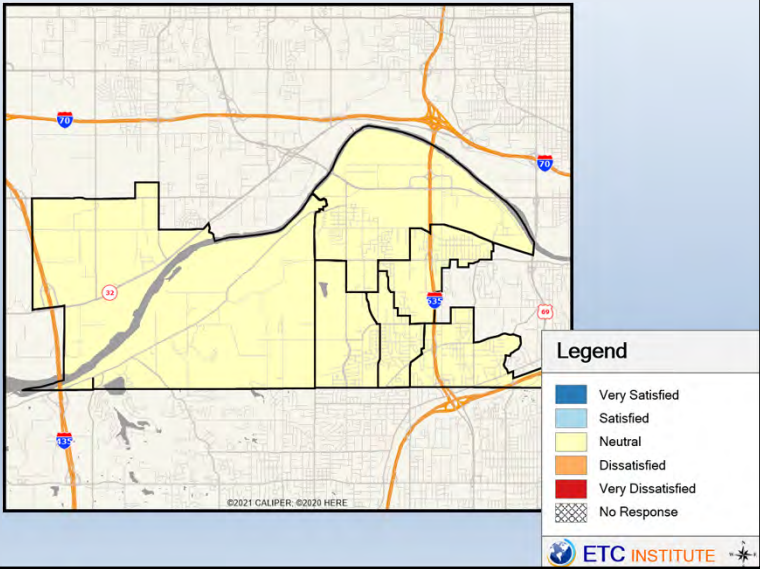 70
70
32
635
69
435
©2021 CALIPER; ©2020 HERE
Legend
Very Satisfied
Satisfied
Neutral
Dissatisfied
Very Dissatisfied
No Response
ETC INSTITUTE